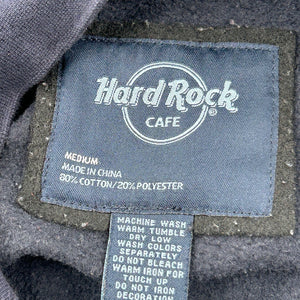 Hard Rock
CAFE
®
MEDIUM
MADE IN CHINA
80% COTTON/20% POLYESTER
MACHINE WASH
WARM TUMBLE
DRY LOW
WASH COLORS
SEPARATELY
DO NOT BLEACH
WARM IRON FOR
TOUCH UP
DO NOT IRON
DECORATION